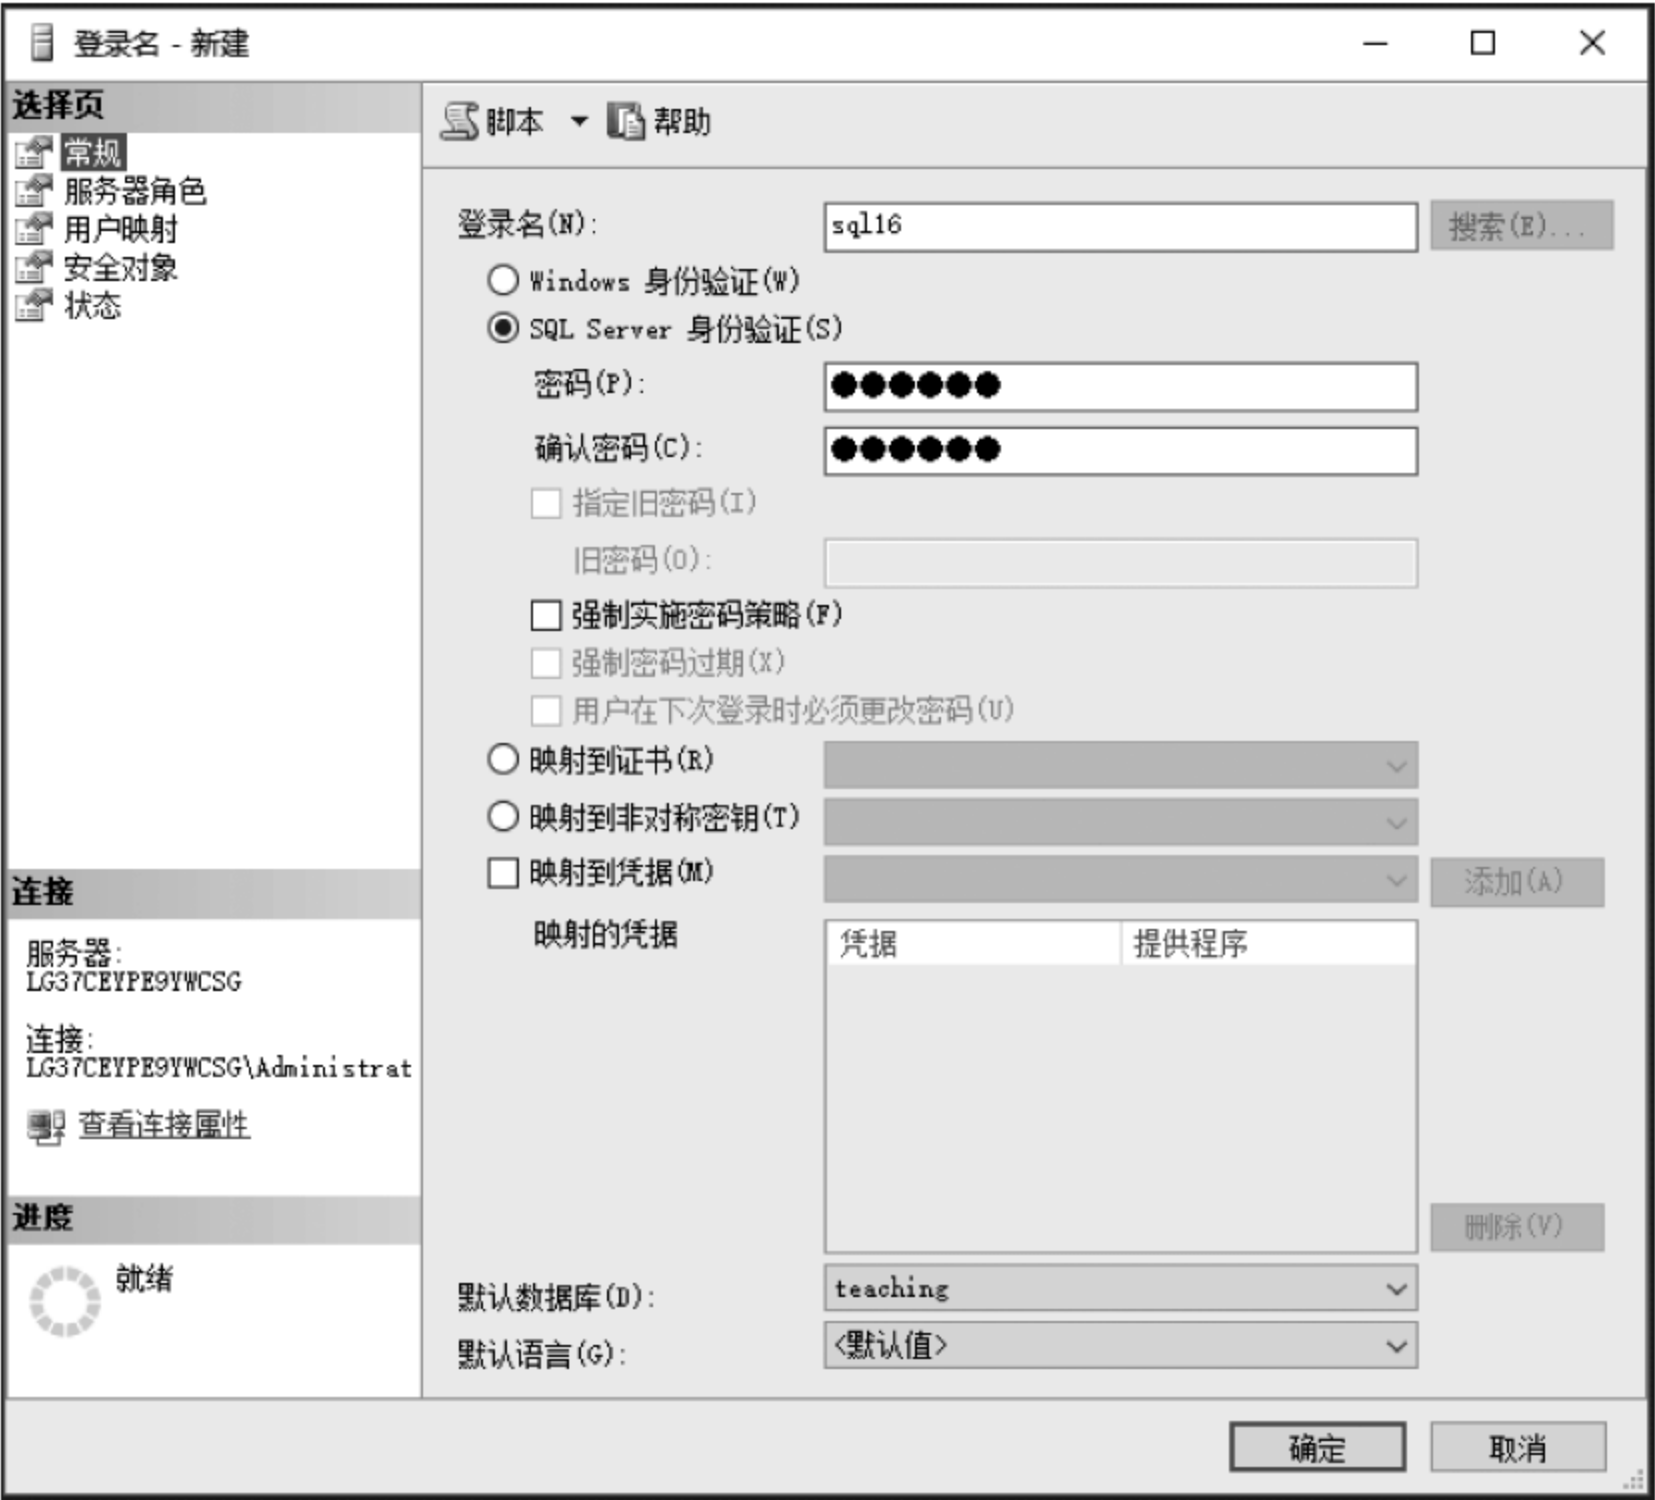 登录名 - 新建
选择页
常规
服务器角色
用户映射
安全对象
状态
连接
服务器:
LG37CEYPE9YWCSG
连接:
LG37CEYPE9YWCSG\Administrat
查看连接属性
进度
就绪
脚本 帮助
登录名(N): sql16 搜索(E)...
Windows 身份验证(W)
SQL Server 身份验证(S)
密码(P): ●●●●●●
确认密码(C): ●●●●●●
指定旧密码(I)
旧密码(O):
强制实施密码策略(F)
强制密码过期(X)
用户在下次登录时必须更改密码(U)
映射到证书(R)
映射到非对称密钥(T)
映射到凭据(M) 添加(A)
映射的凭据 凭据 提供程序
删除(V)
默认数据库(D): teaching
默认语言(G): <默认值>
确定 取消